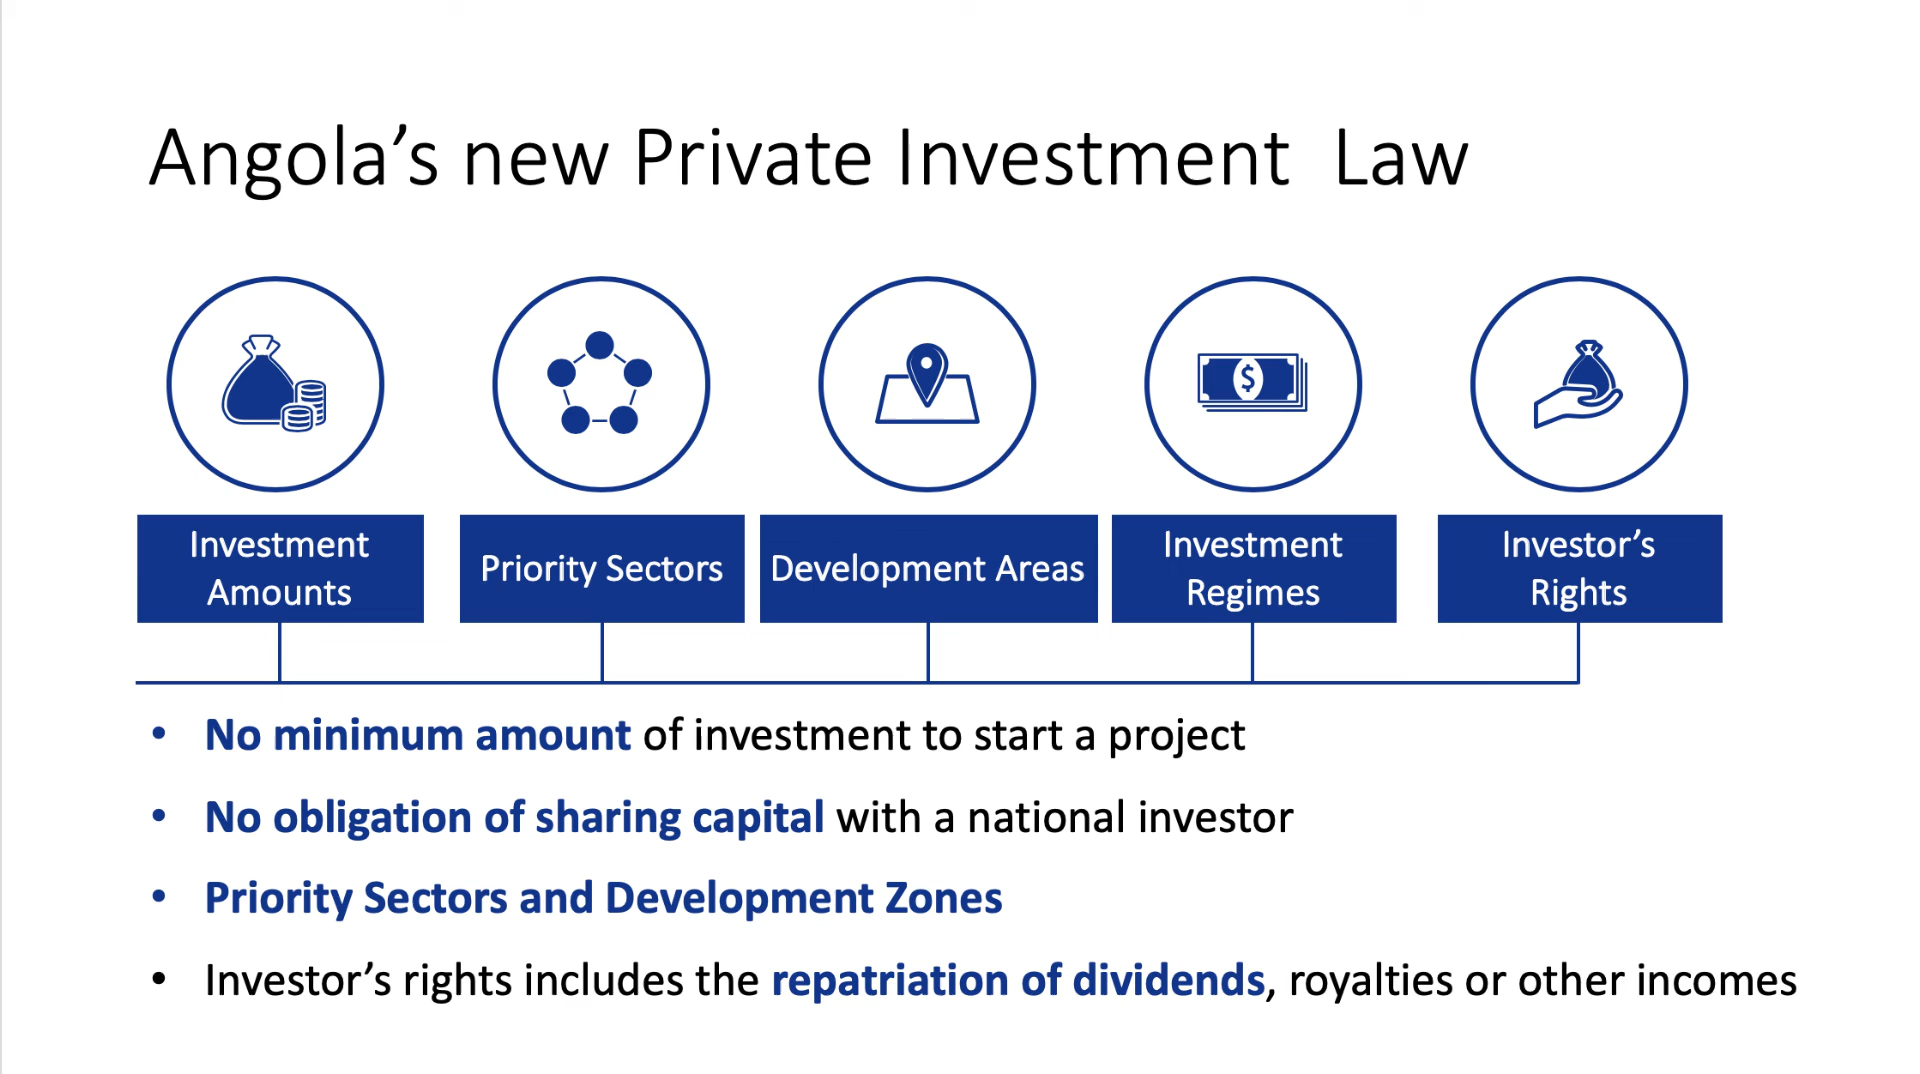 Angola’s new Private Investment  Law
$
Investment
Amounts
Priority Sectors
Development Areas
Investment
Regimes
Investor’s
Rights
• No minimum amount of investment to start a project
• No obligation of sharing capital with a national investor
• Priority Sectors and Development Zones
• Investor’s rights includes the repatriation of dividends, royalties or other incomes